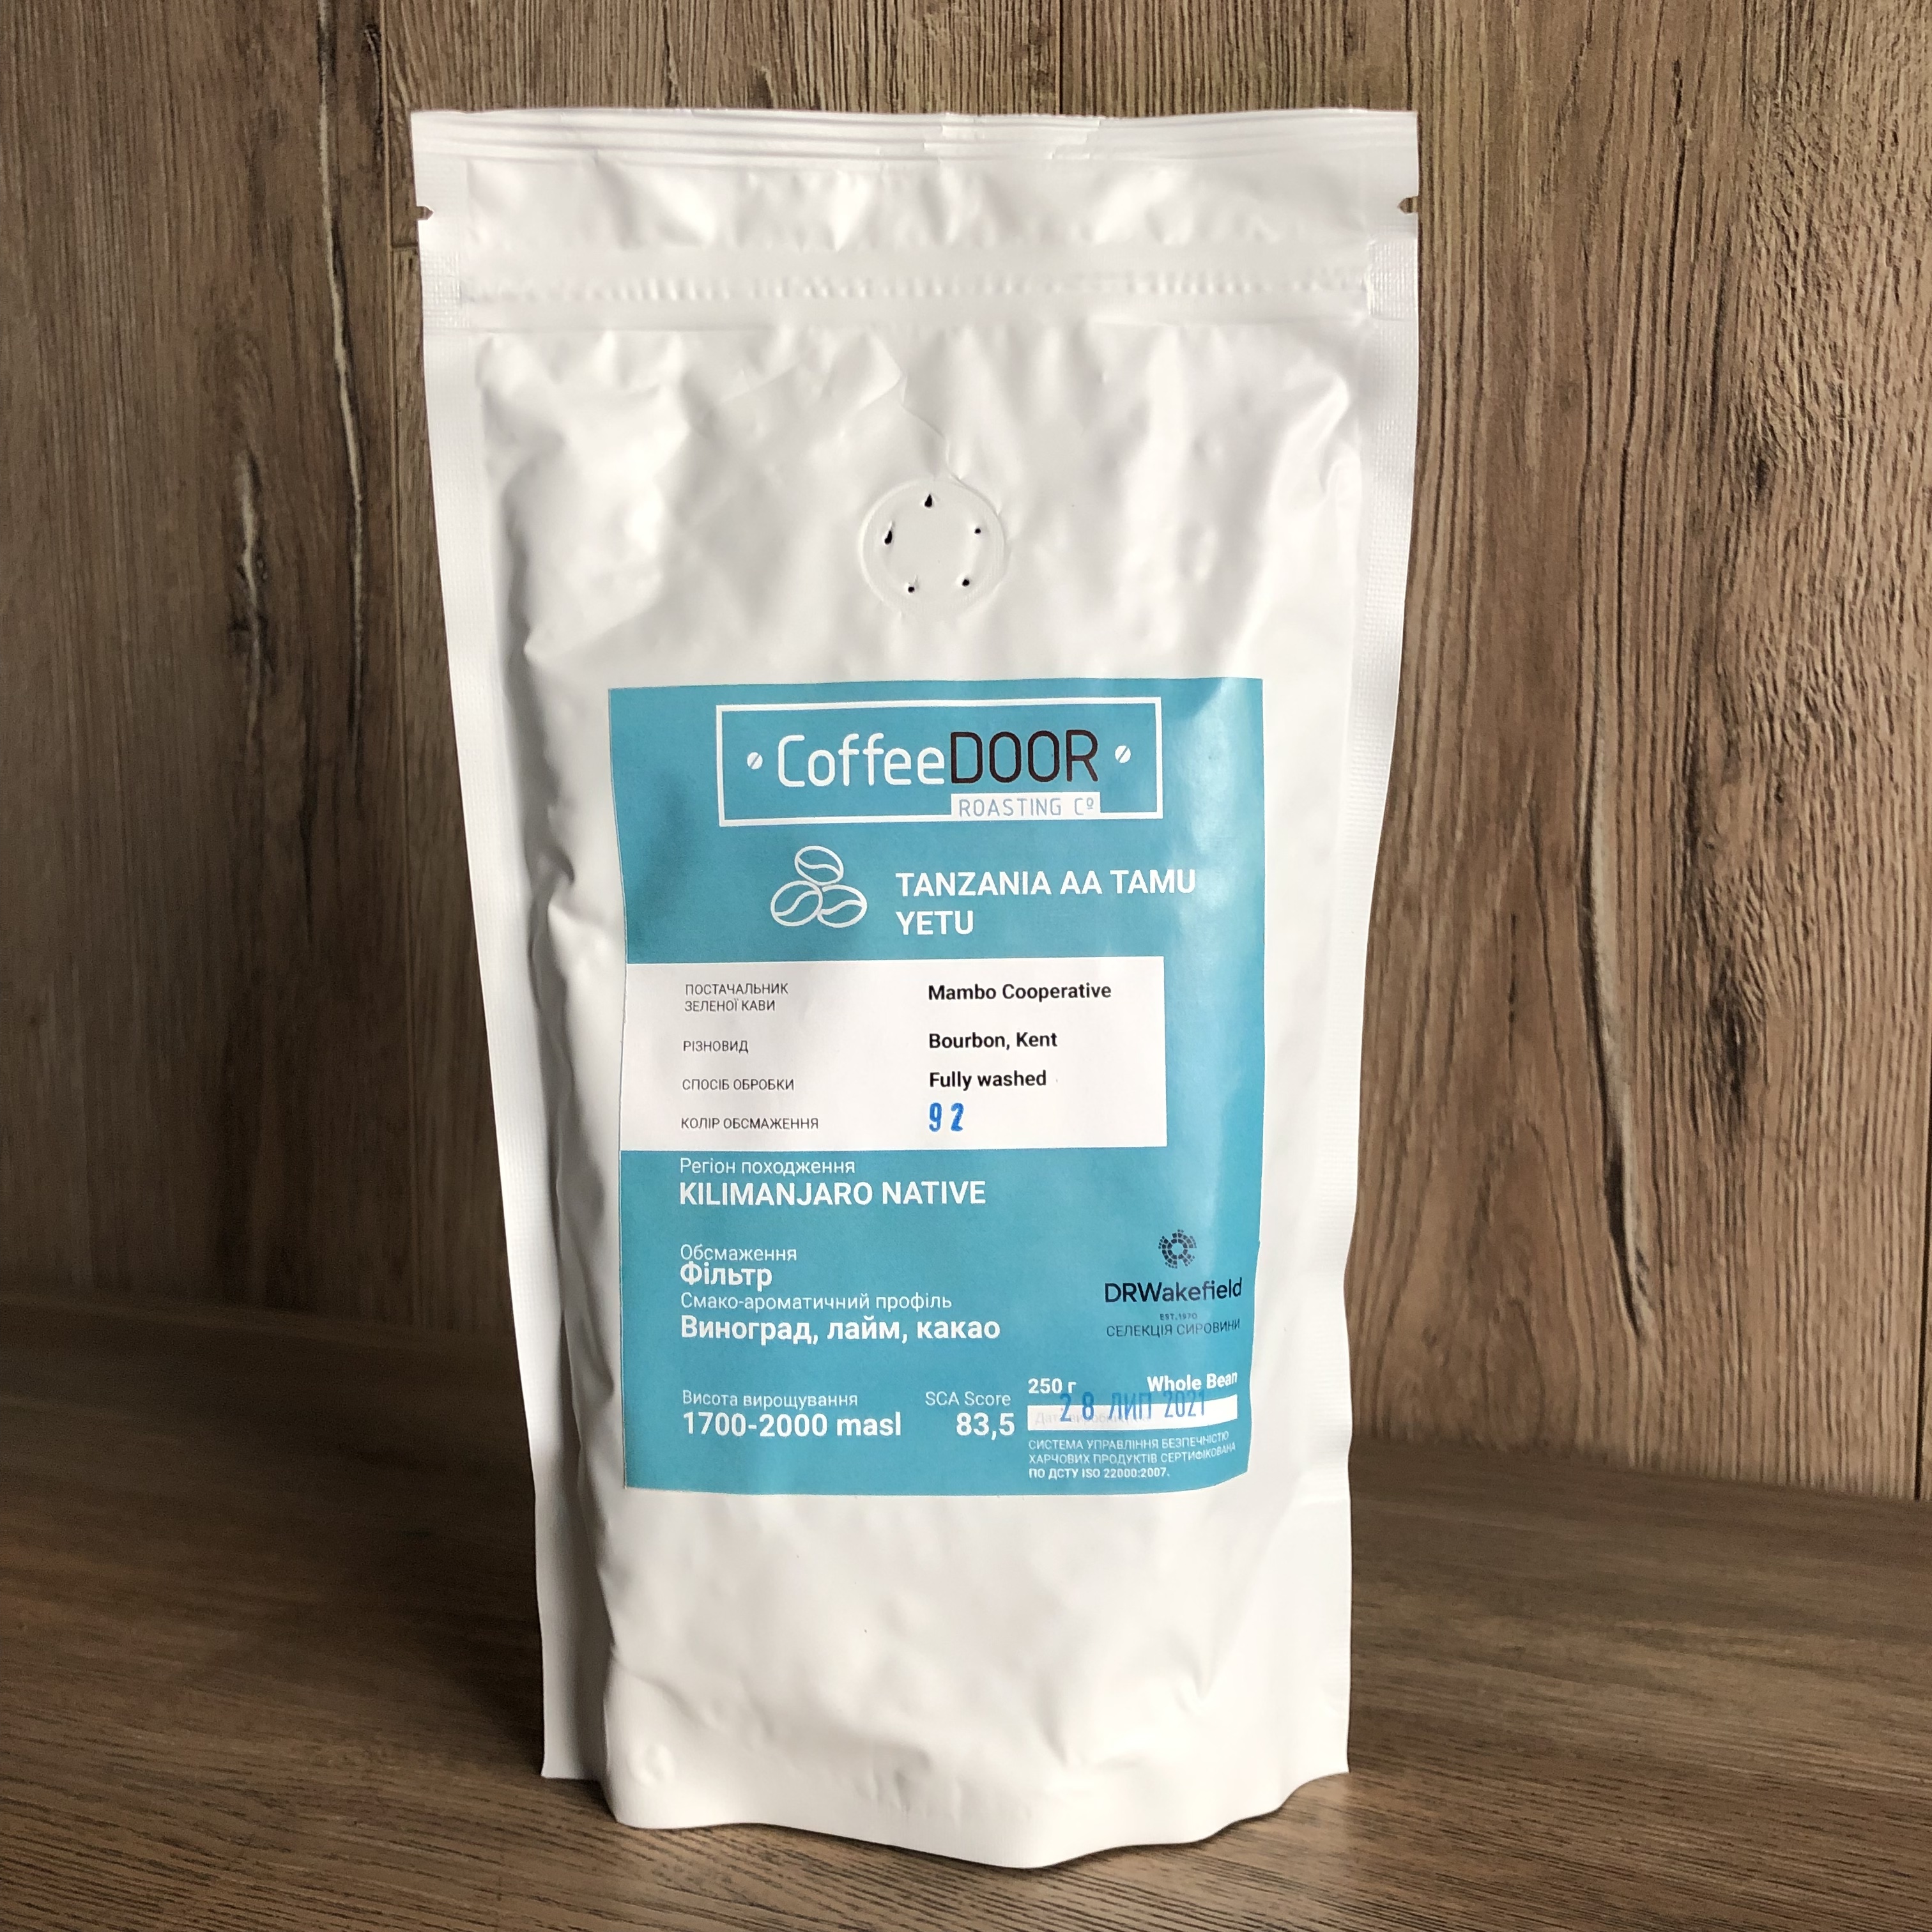 CoffeeDOOR
ROASTING Cº
TANZANIA AA TAMU
YETU
ПОСТАЧАЛЬНИК
ЗЕЛЕНОЇ КАВИ
Mambo Cooperative
РІЗНОВИД
Bourbon, Kent
СПОСІБ ОБРОБКИ
Fully washed
КОЛІР ОБСМАЖЕННЯ
92
Регіон походження
KILIMANJARO NATIVE
Обсмаження
Фільтр
Смако-ароматичний профіль
Виноград, лайм, какао
DRWakefield
EST.1970
СЕЛЕКЦІЯ СИРОВИНИ
Висота вирощування
1700-2000 masl
SCA Score
83,5
250 г Whole Bean
28 ЛИП 2021
СИСТЕМА УПРАВЛІННЯ БЕЗПЕЧНІСТЮ
ХАРЧОВИХ ПРОДУКТІВ СЕРТИФІКОВАНА
ПО ДСТУ ISO 22000:2007.